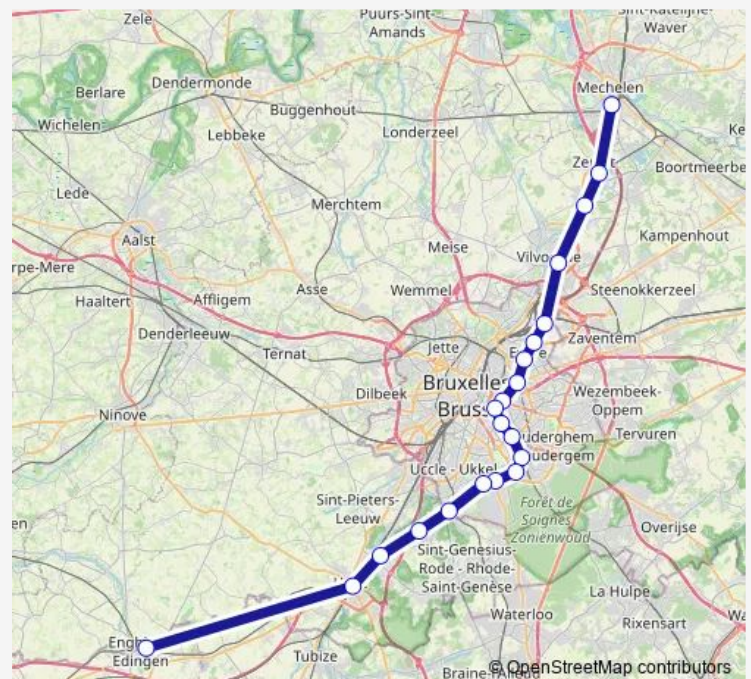 Zele
Puurs-Sint-
Amands
Waver
Dendermonde
Mechelen
Berlare
Buggenhout
Wichelen
Londerzeel
Lebbeke
Boortmeerbe
Lede
Merchtem
Aalst
Kampenhout
Meise
rpe-Mere
Asse
Wemmel
Steenokkerzeel
Haaltert
Affligem
Denderleeuw
Zaventem
Jette
Ternat
Bruxelles
Dilbeek
Wezembeek-
Oppem
Ninove
Tervuren
Uccle - Ukkel
Sint-Pieters-
Leeuw
Forêt de
Soignes
Zoniënwoud
Overijse
Sint-Genesius-
Rode - Rhode-
Saint-Genèse
La Hulpe
Waterloo
Rixensart
Edingen
Tubize
© OpenStreetMap contributors